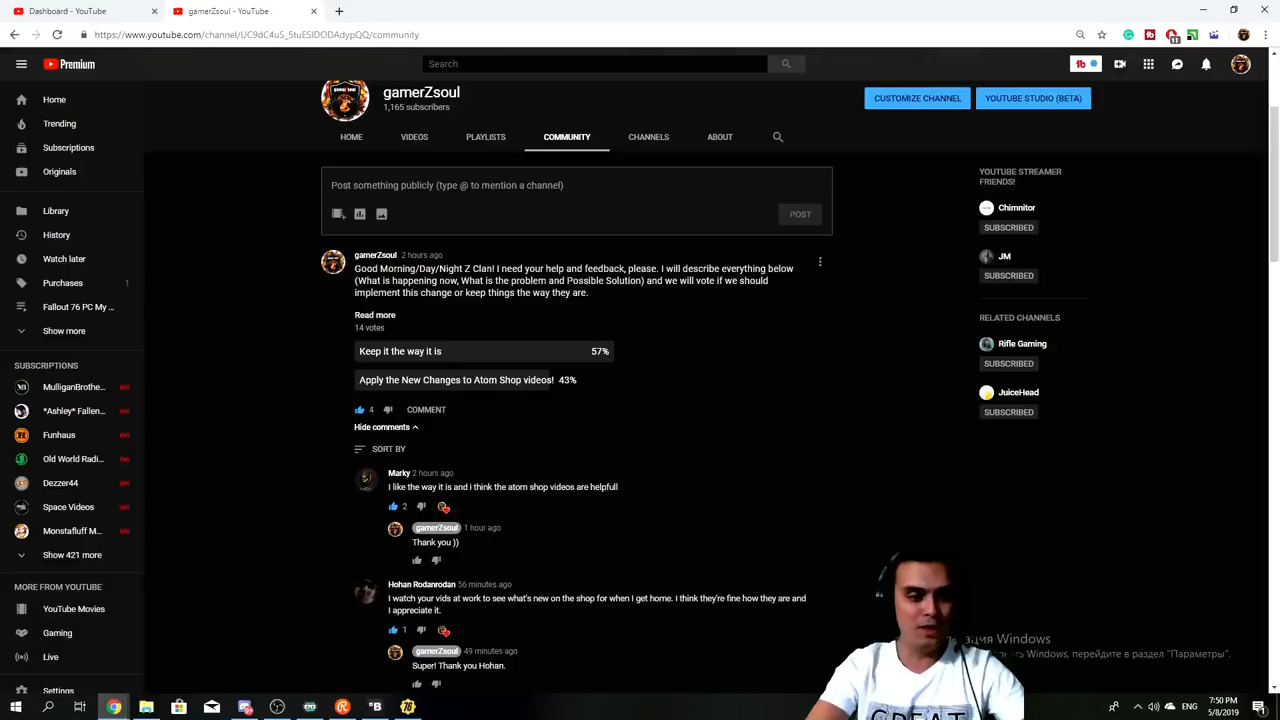 Dashboard - YouTube
gamerZsoul - YouTube
Premium
Search
11
Home
Trending
Subscriptions
Originals
Library
History
Watch later
Purchases 1
Fallout 76 PC My ...
Show more
SUBSCRIPTIONS
MulliganBrothe...
*Ashley* Fallen...
Funhaus
Old World Radi...
Dezzer44
Space Videos
Monstafluff M...
Show 421 more
MORE FROM YOUTUBE
YouTube Movies
Gaming
Live
Settings
gamerZsoul
1,165 subscribers
CUSTOMIZE CHANNEL
YOUTUBE STUDIO (BETA)
HOME VIDEOS PLAYLISTS COMMUNITY CHANNELS ABOUT
Post something publicly (type @ to mention a channel)
POST
gamerZsoul 2 hours ago
Good Morning/Day/Night Z Clan! I need your help and feedback, please. I will describe everything below
(What is happening now, What is the problem and Possible Solution) and we will vote if we should
implement this change or keep things the way they are.
Read more
14 votes
Keep it the way it is 57%
Apply the New Changes to Atom Shop videos! 43%
4 COMMENT
Hide comments
SORT BY
Marky 2 hours ago
I like the way it is and i think the atom shop videos are helpfull
2
gamerZsoul 1 hour ago
Thank you ))
Hohan Rodanrodan 56 minutes ago
I watch your vids at work to see what's new on the shop for when I get home. I think they're fine how they are and
I appreciate it.
1
gamerZsoul 49 minutes ago
Super! Thank you Hohan.
YOUTUBE STREAMER
FRIENDS!
Chimnitor
SUBSCRIBED
JM
SUBSCRIBED
RELATED CHANNELS
Rifle Gaming
SUBSCRIBED
JuiceHead
SUBSCRIBED
Windows
Windows, перейдите в раздел "Параметры".
GREAT
ENG
7:50 PM
5/8/2019